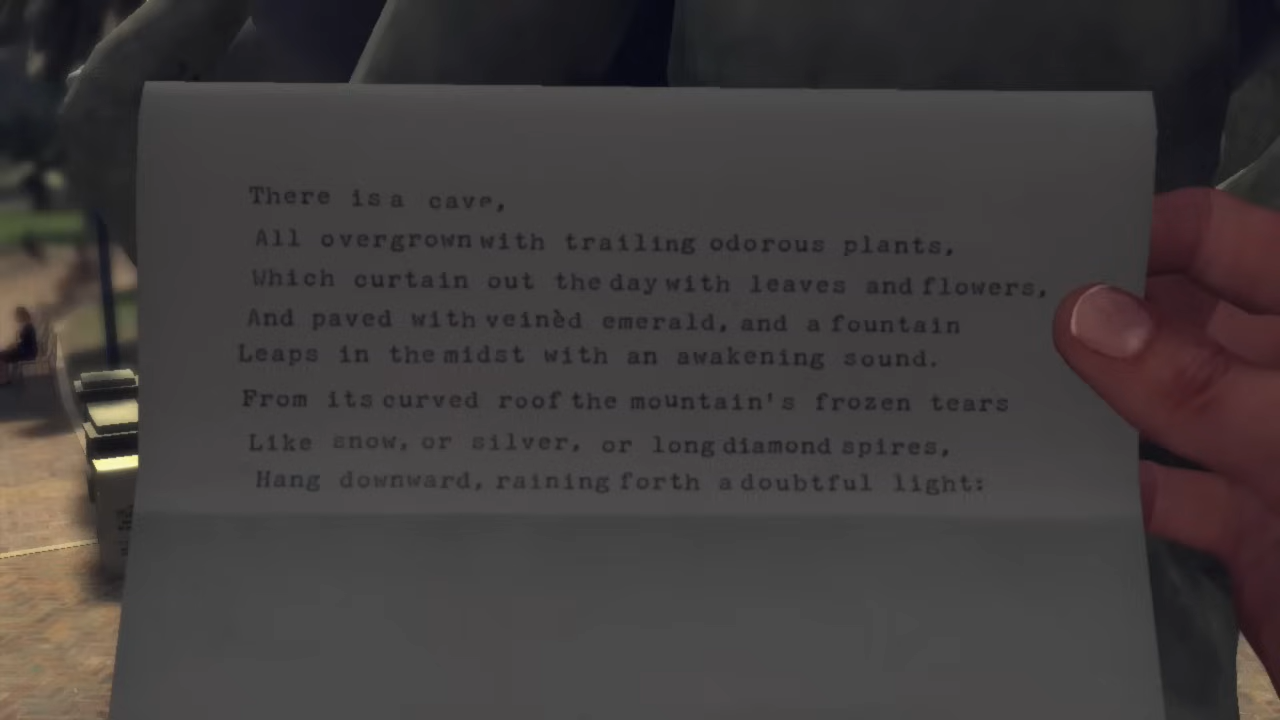 There is a cave,
All overgrown with trailing odorous plants,
Which curtain out the day with leaves and flowers,
And paved with veinèd emerald, and a fountain
Leaps in the midst with an awakening sound.
From its curved roof the mountain's frozen tears
Like snow, or silver, or long diamond spires,
Hang downward, raining forth a doubtful light: